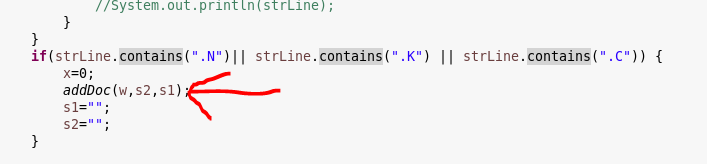 //System.out.println(strLine);
}
}
if(strLine.contains(".N")|| strLine.contains(".K") || strLine.contains(".C")) {
x=0;
addDoc(w,s2,s1);
s1="";
s2="";
}